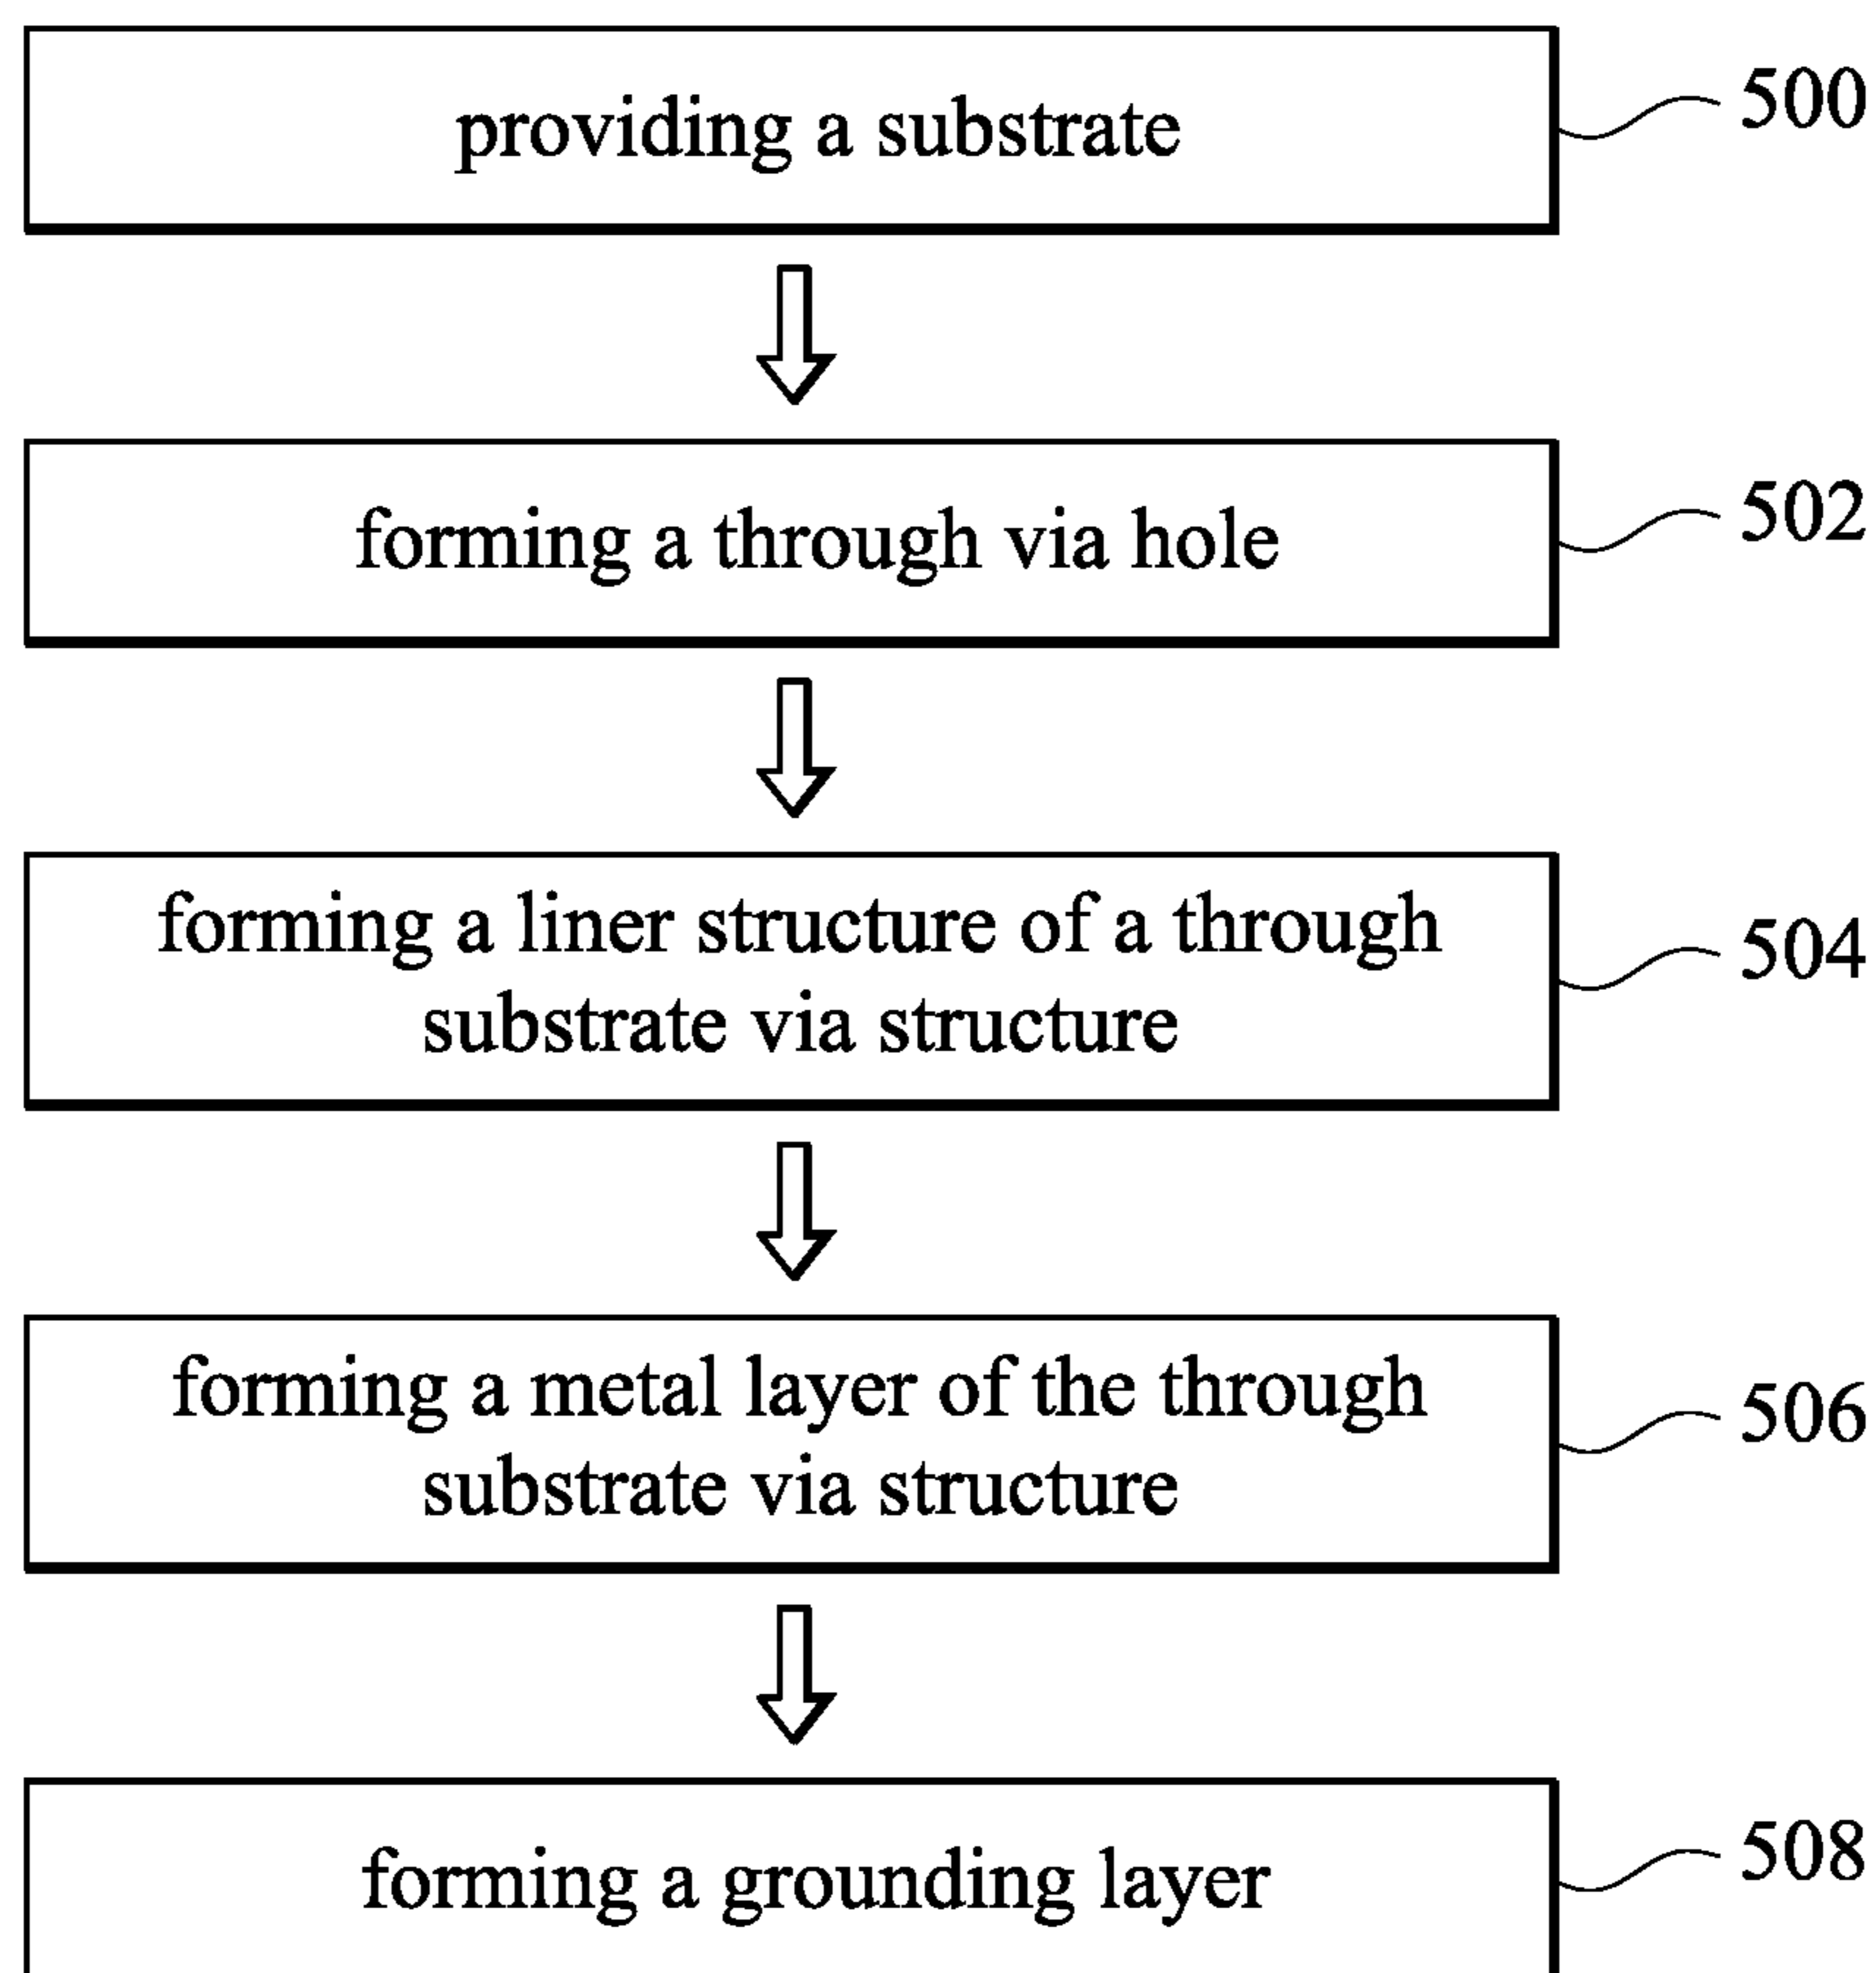 providing a substrate
500
forming a through via hole
502
forming a liner structure of a through
substrate via structure
504
forming a metal layer of the through
substrate via structure
506
forming a grounding layer
508